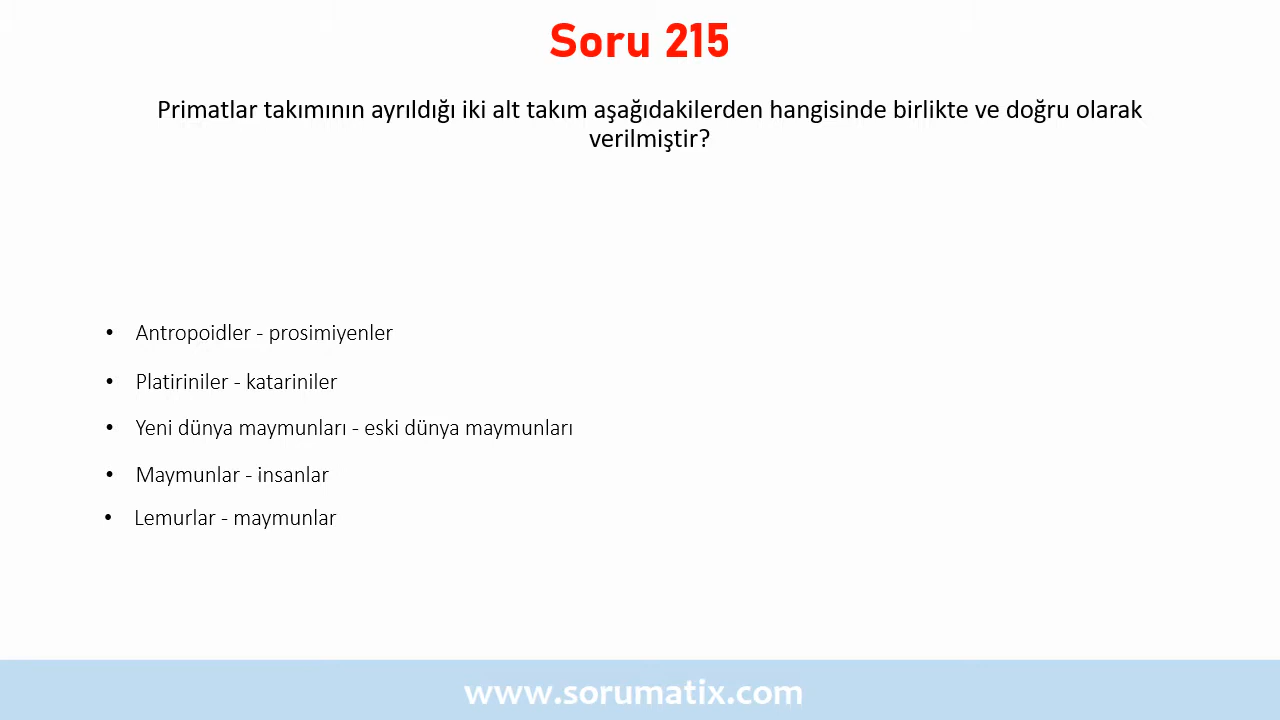 Soru 215
Primatlar takımının ayrıldığı iki alt takım aşağıdakilerden hangisinde birlikte ve doğru olarak
verilmiştir?
• Antropoidler - prosimiyenler
• Platiriniler - katariniler
• Yeni dünya maymunları - eski dünya maymunları
• Maymunlar - insanlar
• Lemurlar - maymunlar
www.sorumatix.com